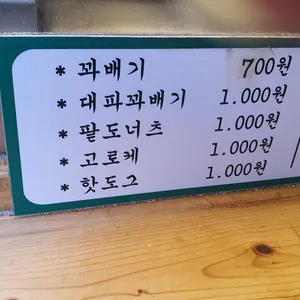 * 꽈배기 700원
* 대파꽈배기 1.000원
* 팥도너츠 1.000원
* 고로케 1.000원
* 핫도그 1.000원